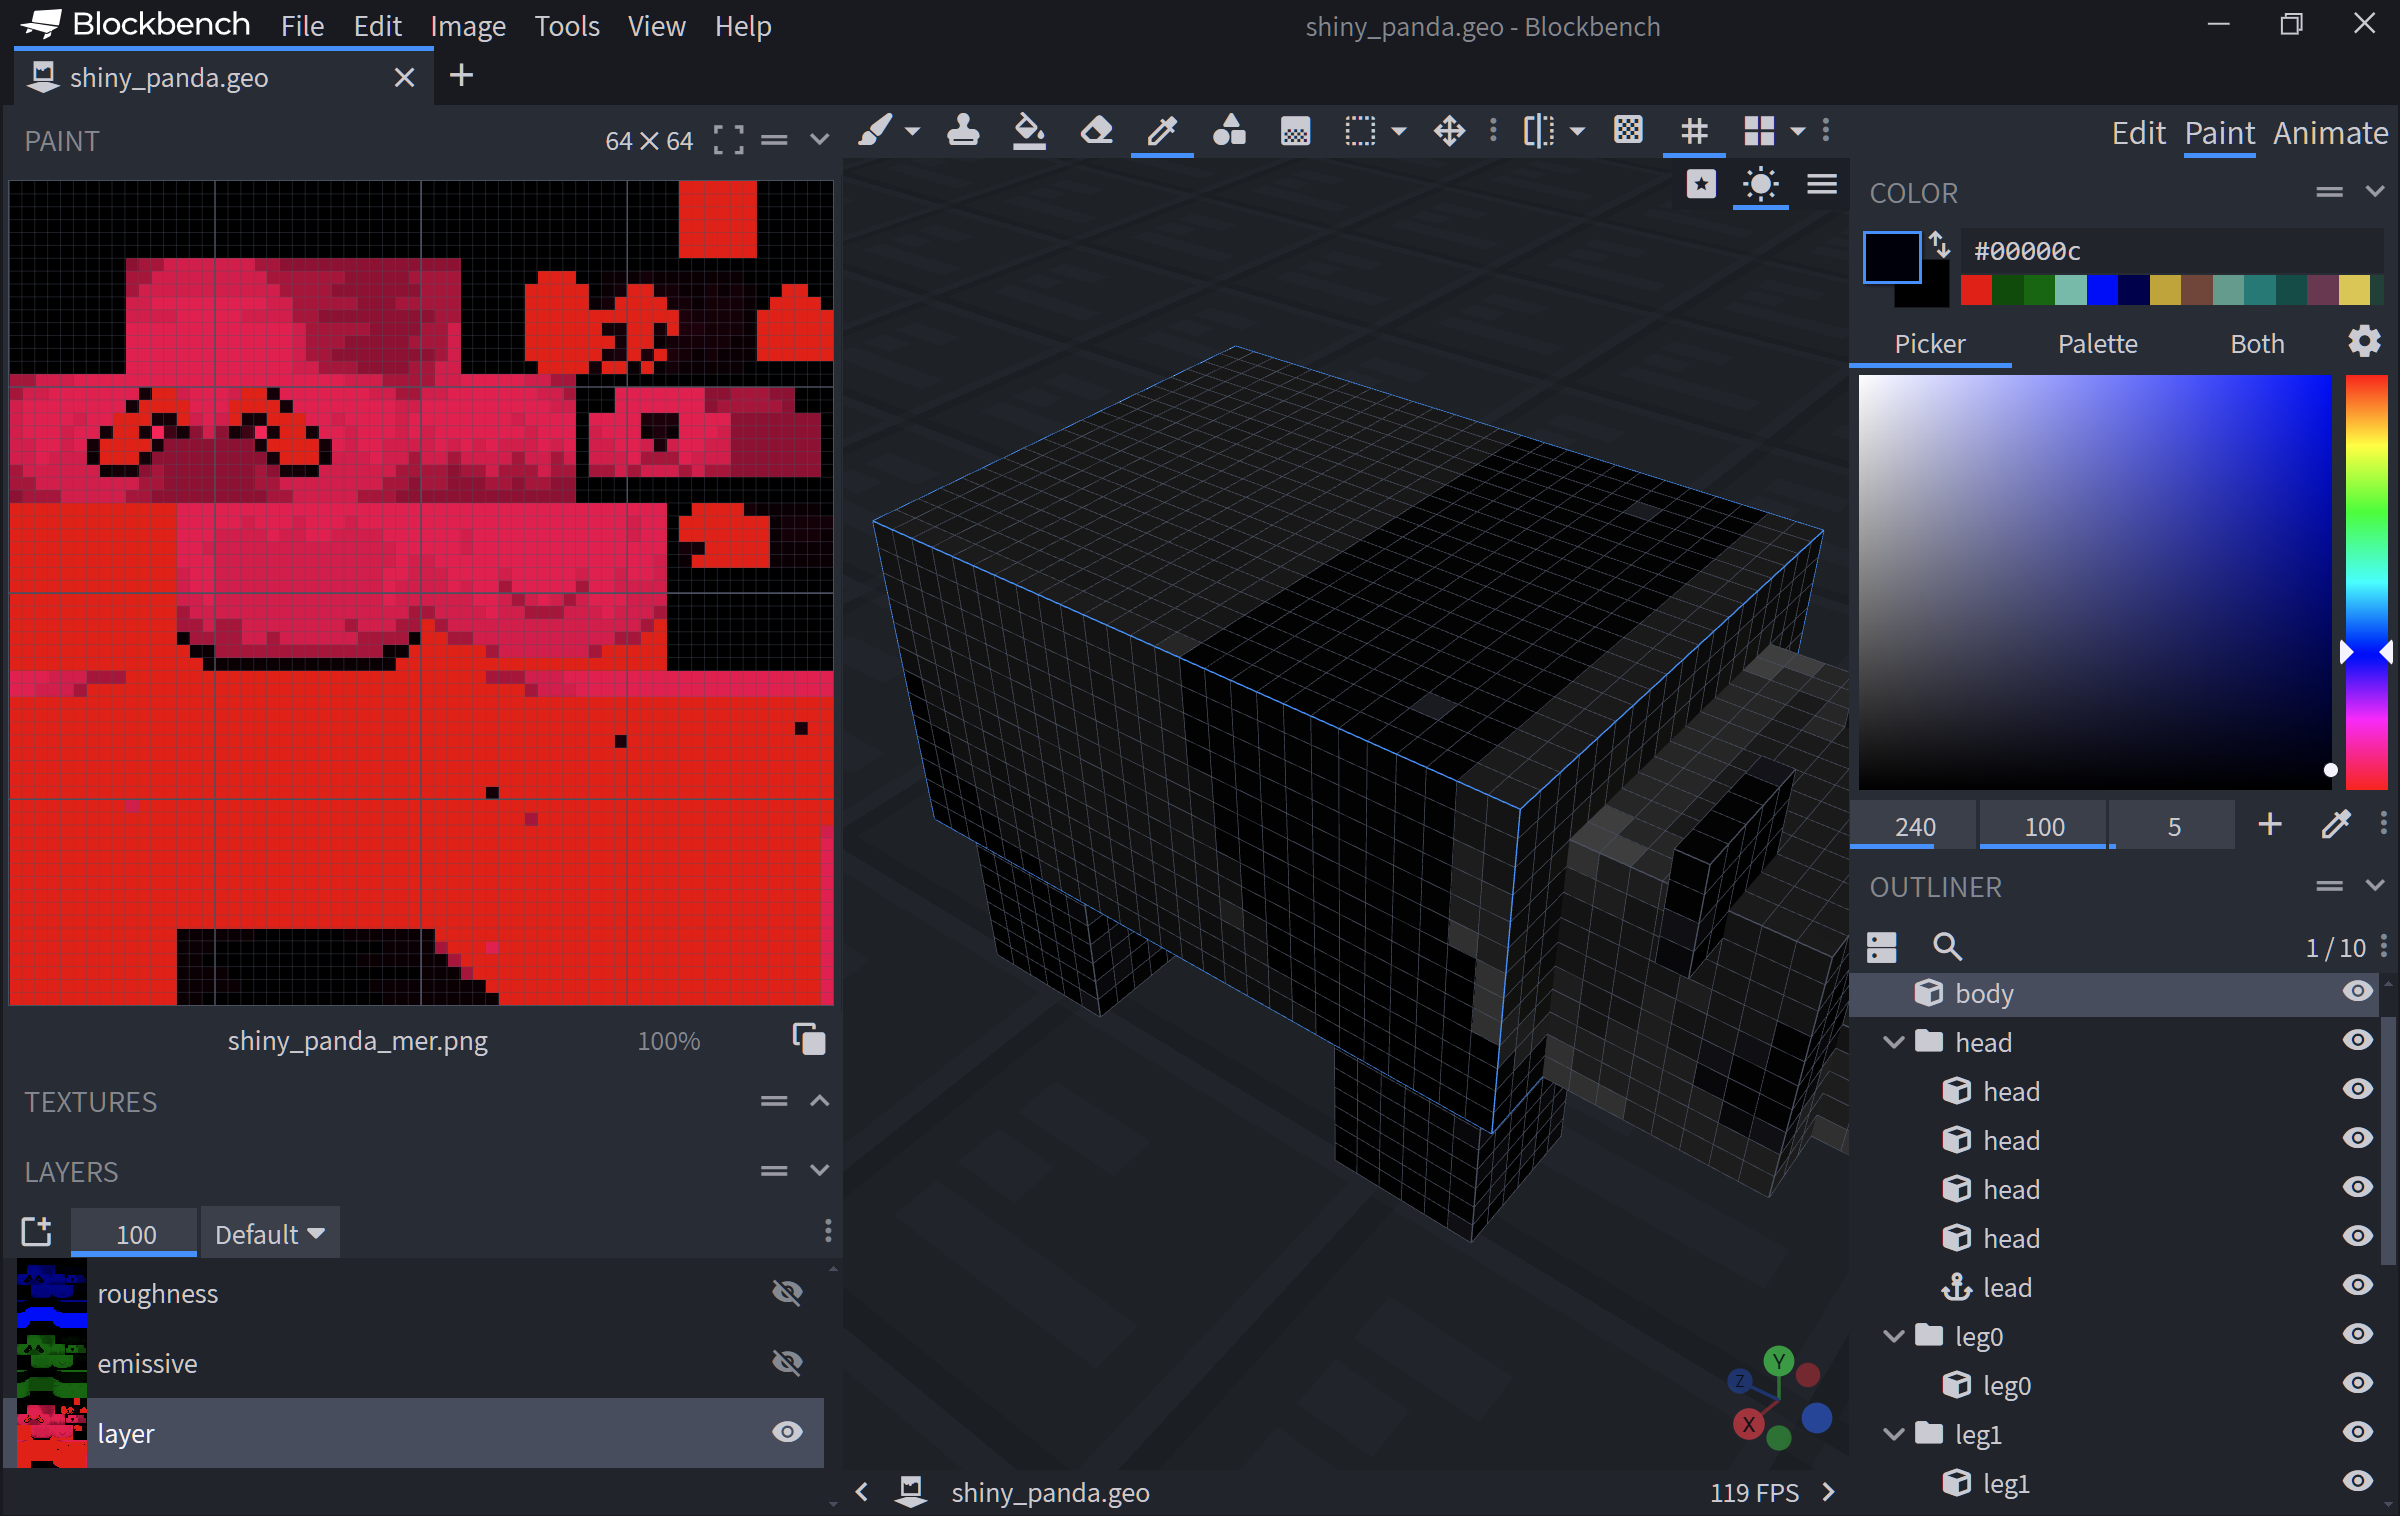 Blockbench File Edit Image Tools View Help
shiny_panda.geo - Blockbench
shiny_panda.geo
PAINT
64 × 64
Edit Paint Animate
COLOR
#00000c
Picker Palette Both
240 100 5
OUTLINER
1 / 10
body
head
head
head
head
head
lead
leg0
leg0
leg1
leg1
shiny_panda_mer.png
100%
TEXTURES
LAYERS
100 Default
roughness
emissive
layer
Y
Z
X
shiny_panda.geo
119 FPS